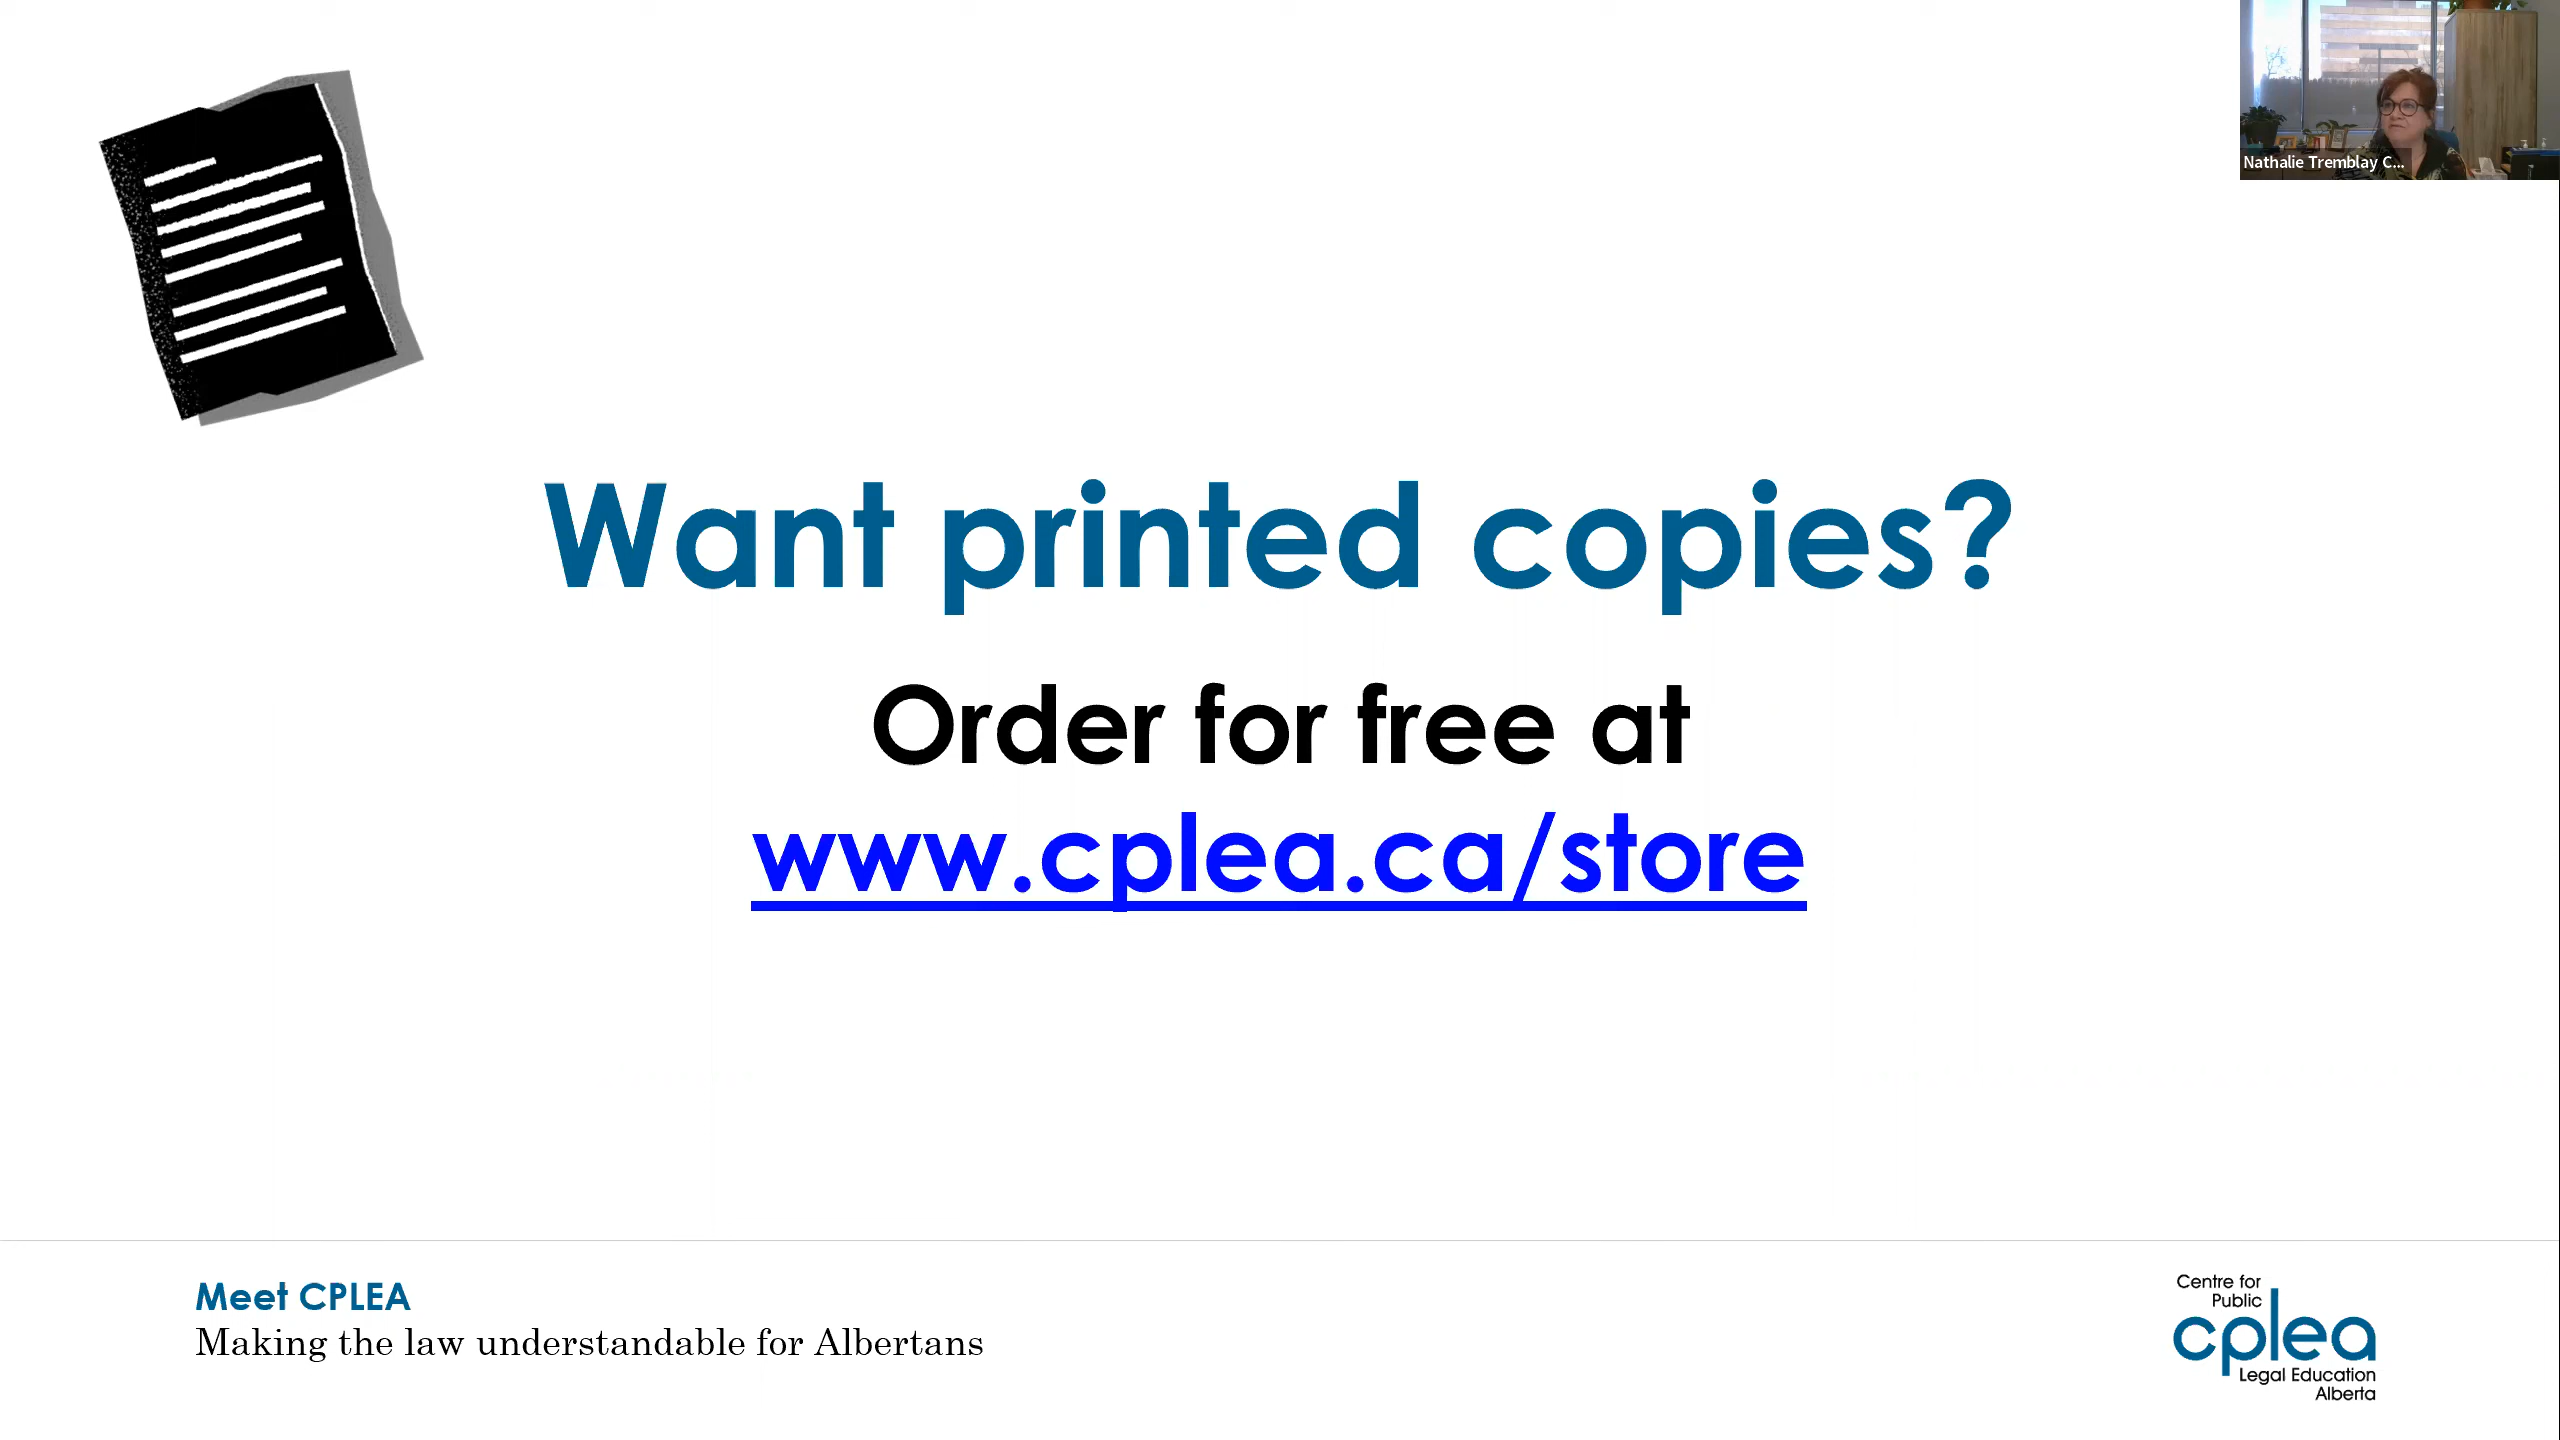 Nathalie Tremblay C...
Want printed copies?
Order for free at
www.cplea.ca/store
Meet CPLEA
Making the law understandable for Albertans
Centre for
Public
cplea
Legal Education
Alberta